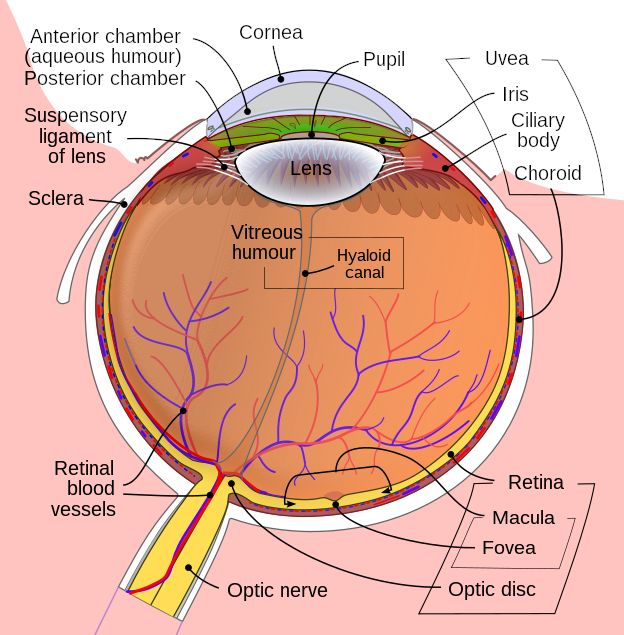 Cornea
Anterior chamber
(aqueous humour)
Posterior chamber
Pupil
Uvea
Iris
Suspensory
ligament
of lens
Ciliary
body
Lens
Choroid
Sclera
Vitreous
humour
Hyaloid
canal
Retinal
blood
vessels
Retina
Macula
Fovea
Optic nerve
Optic disc